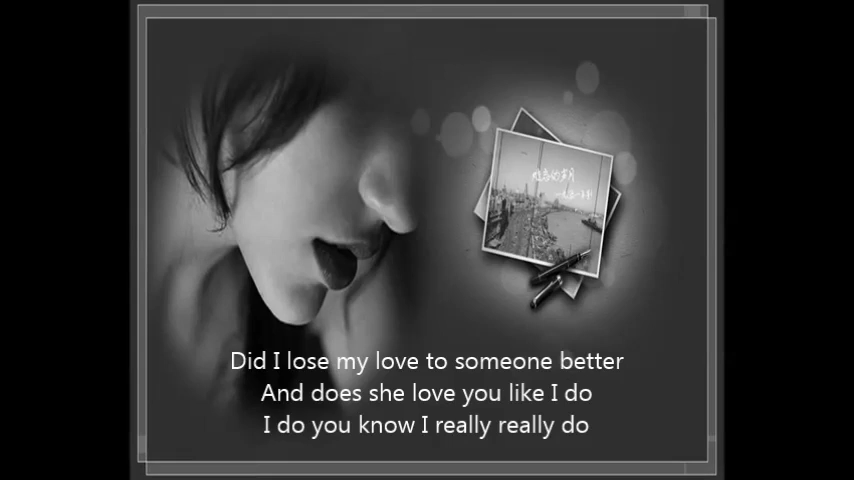 Did I lose my love to someone better
And does she love you like I do
I do you know I really really do